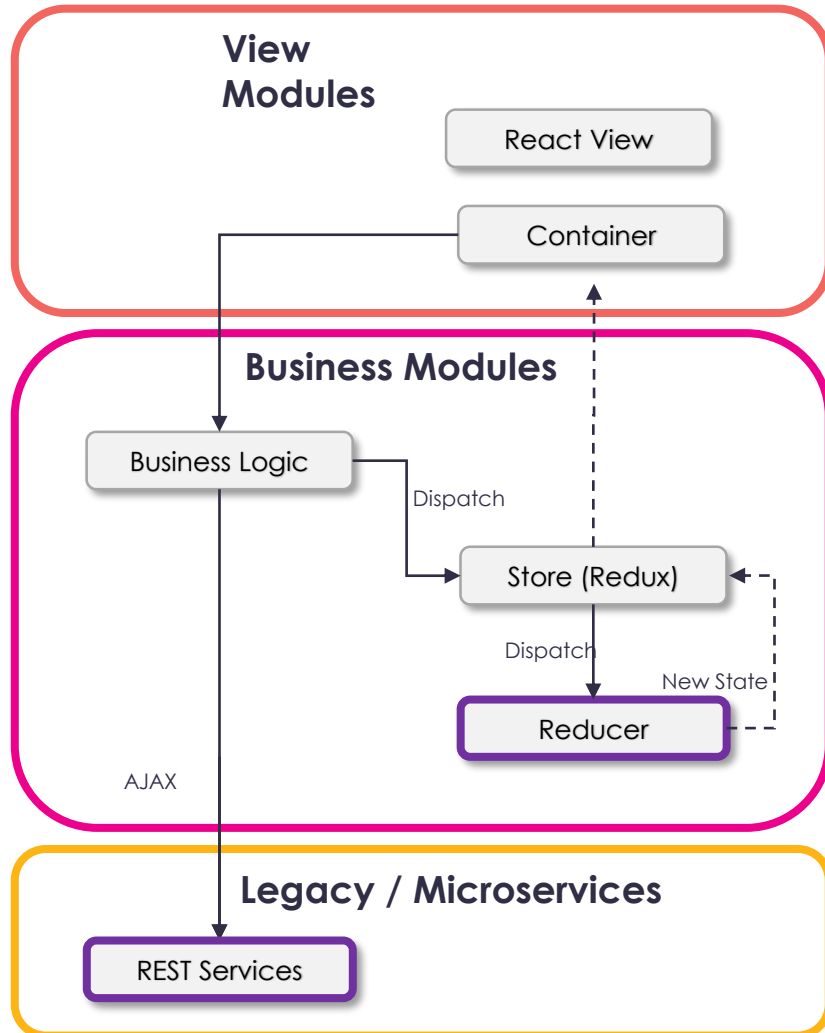 View
Modules
React View
Container
Business Modules
Business Logic
Dispatch
Store (Redux)
Dispatch
New State
Reducer
AJAX
Legacy / Microservices
REST Services